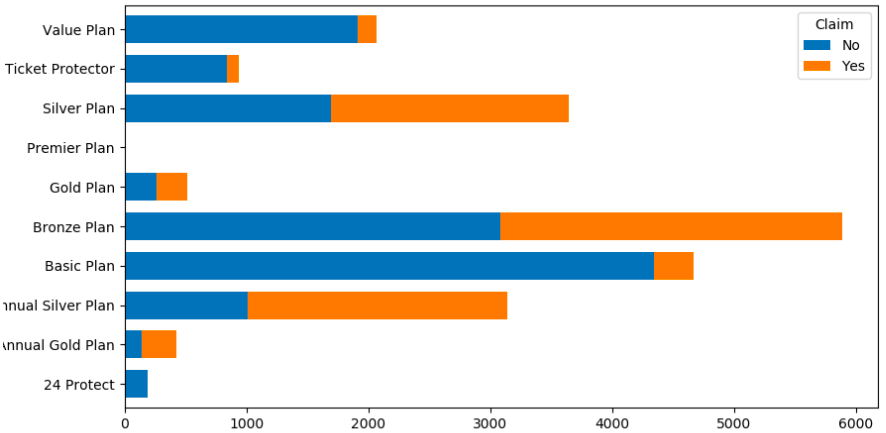 Value Plan
Ticket Protector
Silver Plan
Premier Plan
Gold Plan
Bronze Plan
Basic Plan
nnual Silver Plan
Annual Gold Plan
24 Protect
0 1000 2000 3000 4000 5000 6000
Claim
No
Yes